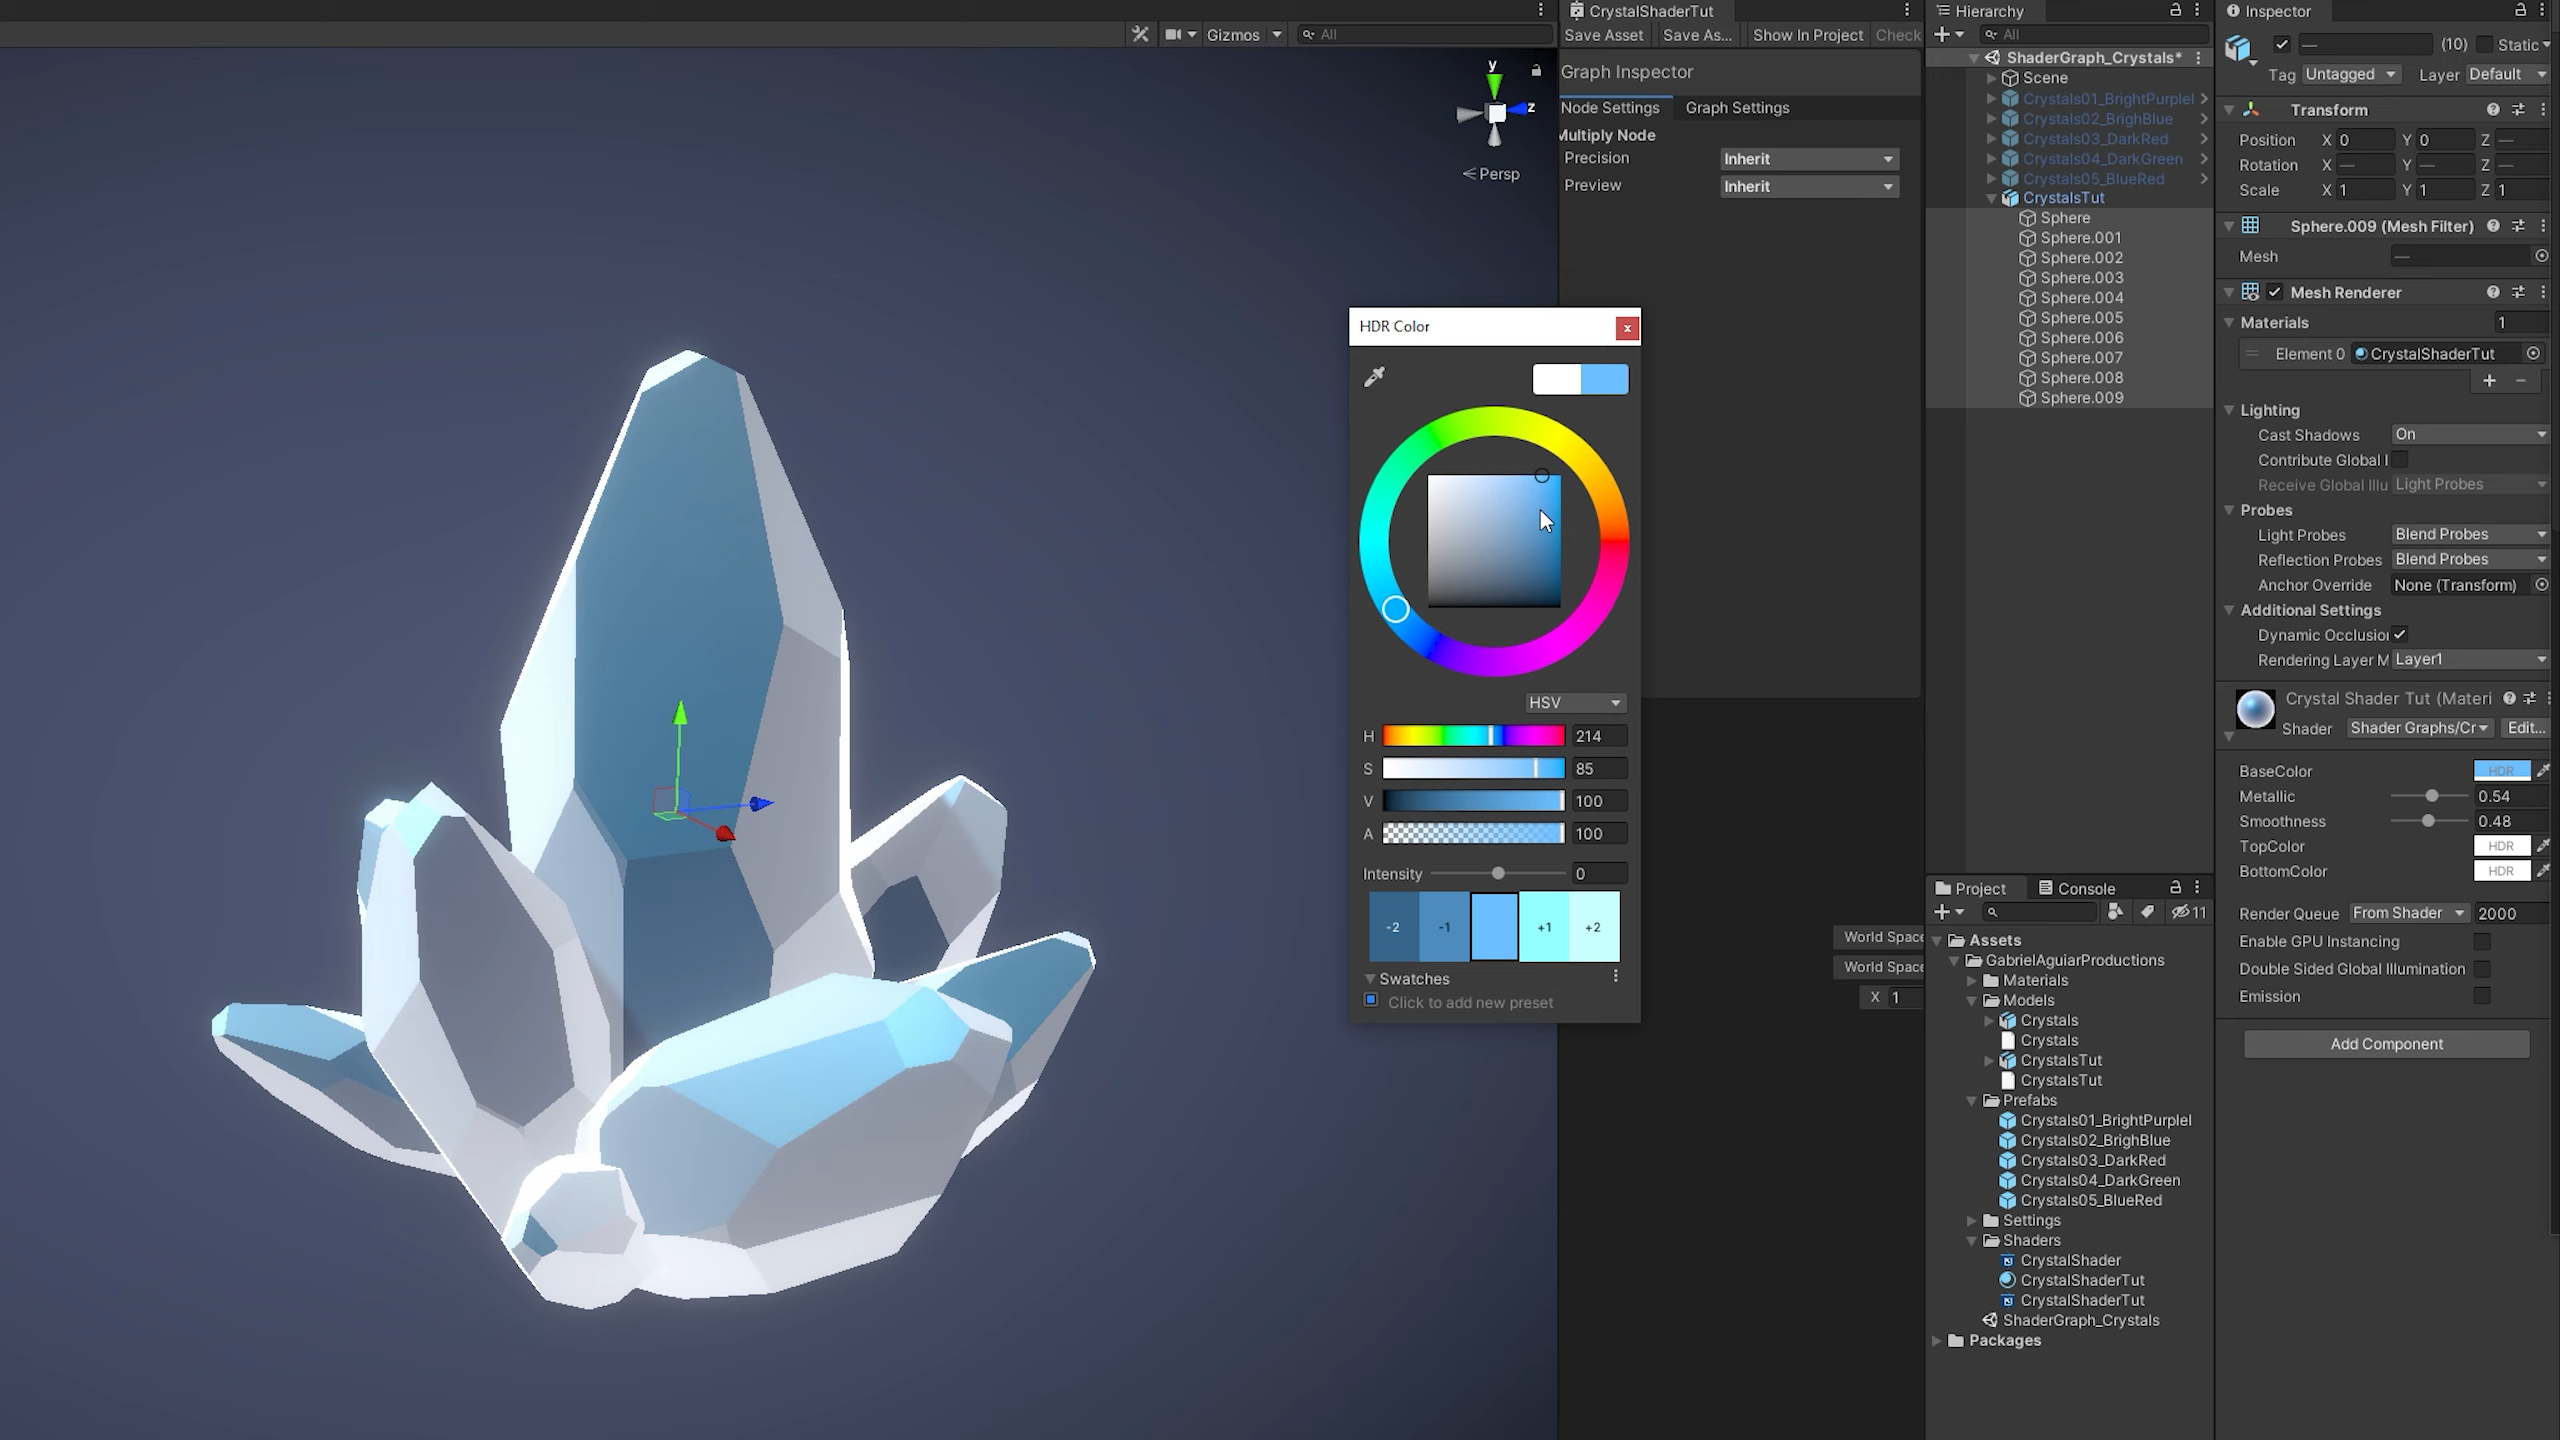 Gizmos
All
y
z
Persp
CrystalShaderTut
Save Asset
Save As...
Show In Project
Check
Graph Inspector
Node Settings
Graph Settings
Multiply Node
Precision
Inherit
Preview
Inherit
World Space
World Space
X 1
HDR Color
HSV
H 214
S 85
V 100
A 100
Intensity 0
-2 -1 +1 +2
Swatches
Click to add new preset
Hierarchy
All
ShaderGraph_Crystals*
Scene
Crystals01_BrightPurplel
Crystals02_BrighBlue
Crystals03_DarkRed
Crystals04_DarkGreen
Crystals05_BlueRed
CrystalsTut
Sphere
Sphere.001
Sphere.002
Sphere.003
Sphere.004
Sphere.005
Sphere.006
Sphere.007
Sphere.008
Sphere.009
Project
Console
11
Assets
GabrielAguiarProductions
Materials
Models
Crystals
Crystals
CrystalsTut
CrystalsTut
Prefabs
Crystals01_BrightPurplel
Crystals02_BrighBlue
Crystals03_DarkRed
Crystals04_DarkGreen
Crystals05_BlueRed
Settings
Shaders
CrystalShader
CrystalShaderTut
CrystalShaderTut
ShaderGraph_Crystals
Packages
Inspector
— (10) Static
Tag Untagged Layer Default
Transform
Position X 0 Y 0 Z —
Rotation X — Y — Z —
Scale X 1 Y 1 Z 1
Sphere.009 (Mesh Filter)
Mesh —
Mesh Renderer
Materials 1
Element 0 CrystalShaderTut
Lighting
Cast Shadows On
Contribute Global I
Receive Global Illu Light Probes
Probes
Light Probes Blend Probes
Reflection Probes Blend Probes
Anchor Override None (Transform)
Additional Settings
Dynamic Occlusion
Rendering Layer M Layer1
Crystal Shader Tut (Materi
Shader Shader Graphs/Cr Edit...
BaseColor HDR
Metallic 0.54
Smoothness 0.48
TopColor HDR
BottomColor HDR
Render Queue From Shader 2000
Enable GPU Instancing
Double Sided Global Illumination
Emission
Add Component